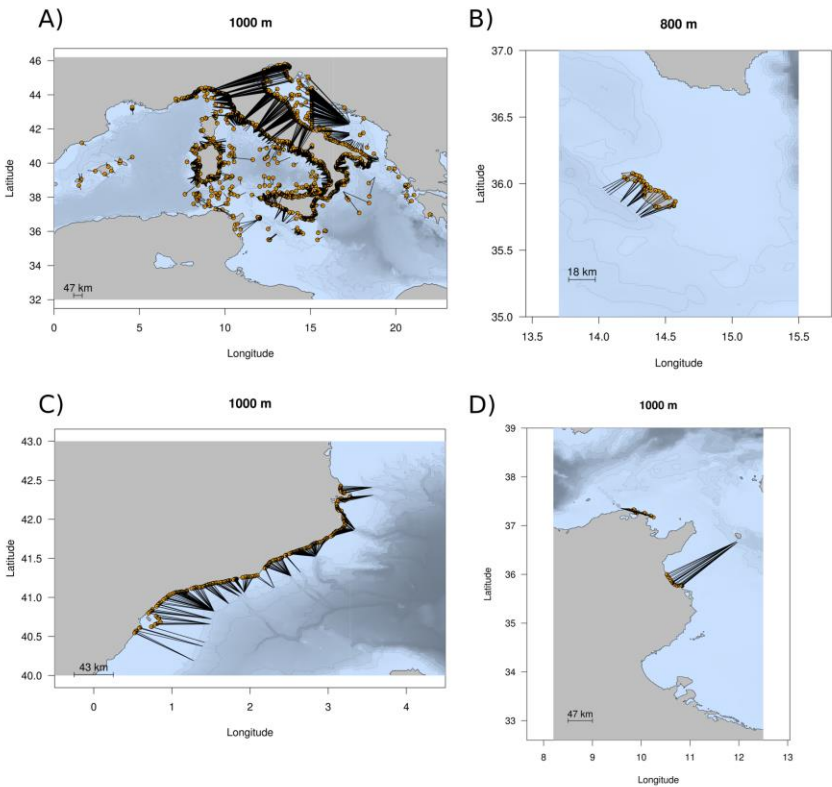 A)
1000 m
46
44
42
40
38
36
34
32
Latitude
47 km
0
5
10
15
20
Longitude
B)
800 m
37.0
36.5
36.0
35.5
35.0
Latitude
18 km
13.5
14.0
14.5
15.0
15.5
Longitude
C)
1000 m
43.0
42.5
42.0
41.5
41.0
40.5
40.0
Latitude
43 km
0
1
2
3
4
Longitude
D)
1000 m
39
38
37
36
35
34
33
Latitude
47 km
8
9
10
11
12
13
Longitude